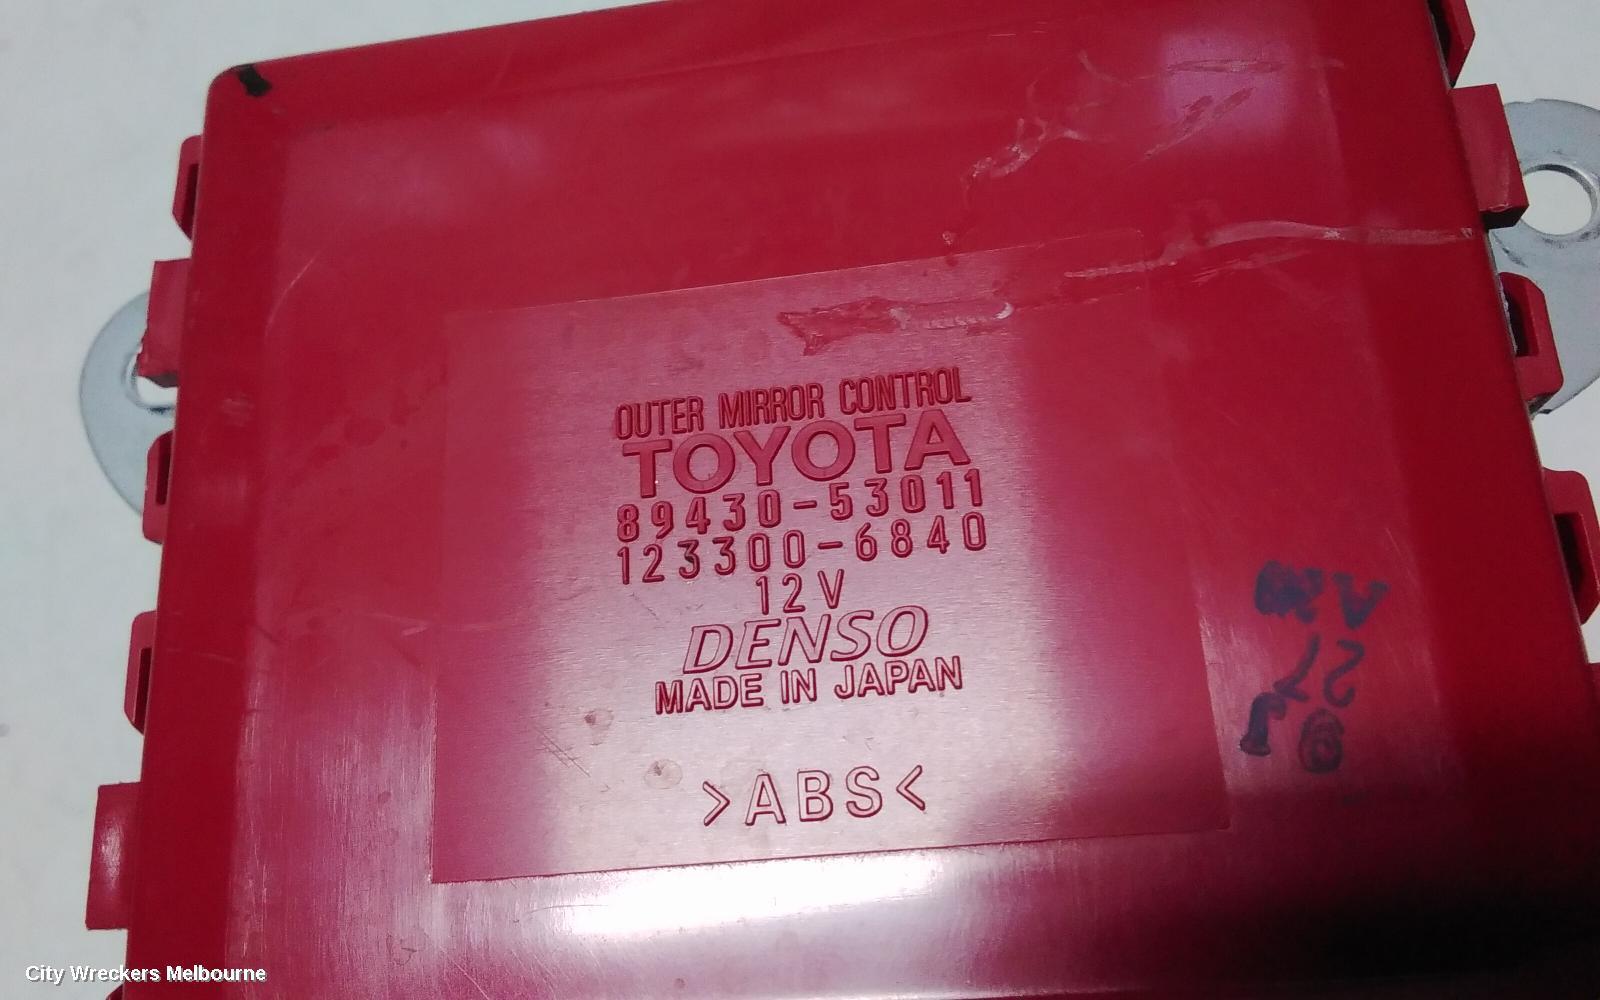 OUTER MIRROR CONTROL
TOYOTA
89430-53011
123300-6840
12V
DENSO
MADE IN JAPAN
>ABS<
City Wreckers Melbourne